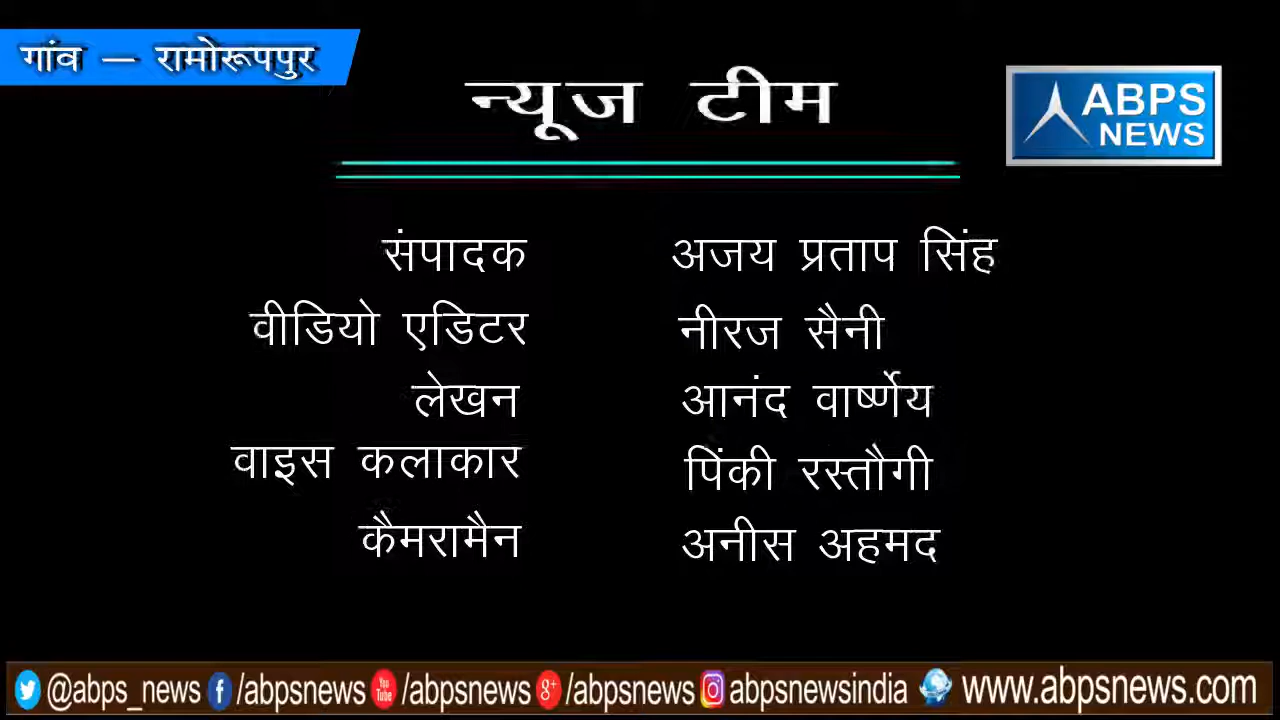 गांव — रामोरूपपुर
न्यूज टीम
ABPS
NEWS
संपादक अजय प्रताप सिंह
वीडियो एडिटर नीरज सैनी
लेखन आनंद वार्ष्णेय
वाइस कलाकार पिंकी रस्तौगी
कैमरामैन अनीस अहमद
@abps_news /abpsnews /abpsnews /abpsnews abpsnewsindia www.abpsnews.com